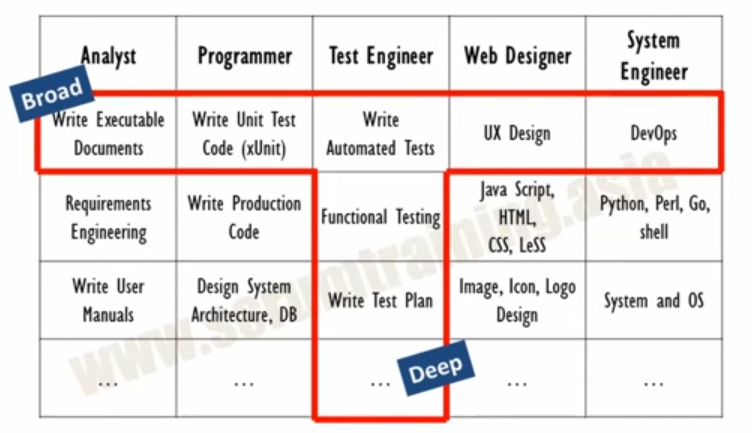 Analyst
Programmer
Test Engineer
Web Designer
System
Engineer
Broad
Write Executable
Documents
Write Unit Test
Code (xUnit)
Write
Automated Tests
UX Design
DevOps
Requirements
Engineering
Write Production
Code
Functional Testing
Java Script,
HTML,
CSS, LeSS
Python, Perl, Go,
shell
Write User
Manuals
Design System
Architecture, DB
Write Test Plan
Image, Icon, Logo
Design
System and OS
...
...
...
Deep
...
...
www.scrumtraining.asia